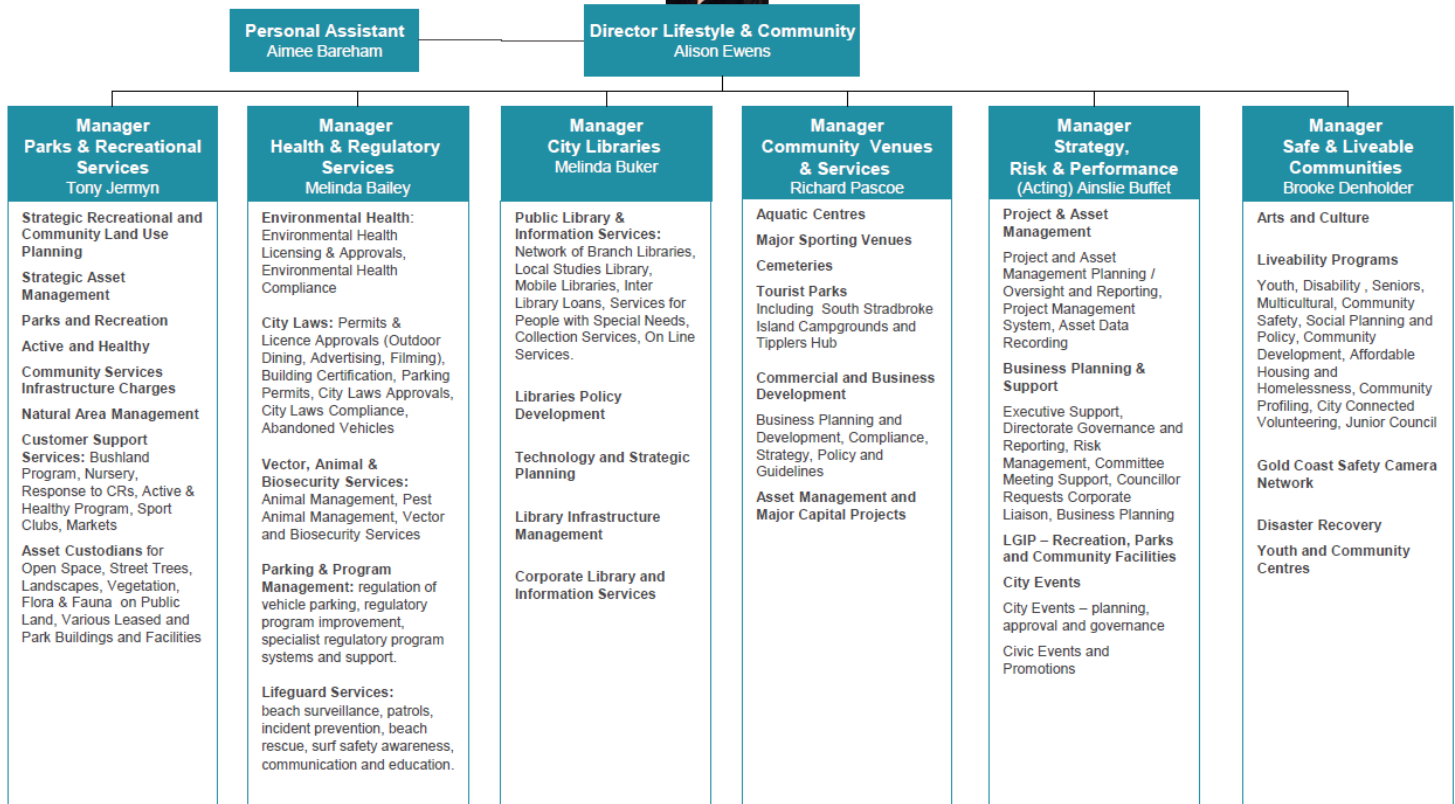 Personal Assistant
Aimee Bareham
Director Lifestyle & Community
Alison Ewens
Manager
Parks & Recreational
Services
Tony Jermyn
Strategic Recreational and
Community Land Use
Planning
Strategic Asset
Management
Parks and Recreation
Active and Healthy
Community Services
Infrastructure Charges
Natural Area Management
Customer Support
Services: Bushland
Program, Nursery,
Response to CRs, Active &
Healthy Program, Sport
Clubs, Markets
Asset Custodians for
Open Space, Street Trees,
Landscapes, Vegetation,
Flora & Fauna on Public
Land, Various Leased and
Park Buildings and Facilities
Manager
Health & Regulatory
Services
Melinda Bailey
Environmental Health:
Environmental Health
Licensing & Approvals,
Environmental Health
Compliance
City Laws: Permits &
Licence Approvals (Outdoor
Dining, Advertising, Filming),
Building Certification, Parking
Permits, City Laws Approvals,
City Laws Compliance,
Abandoned Vehicles
Vector, Animal &
Biosecurity Services:
Animal Management, Pest
Animal Management, Vector
and Biosecurity Services
Parking & Program
Management: regulation of
vehicle parking, regulatory
program improvement,
specialist regulatory program
systems and support.
Lifeguard Services:
beach surveillance, patrols,
incident prevention, beach
rescue, surf safety awareness,
communication and education.
Manager
City Libraries
Melinda Buker
Public Library &
Information Services:
Network of Branch Libraries,
Local Studies Library,
Mobile Libraries, Inter
Library Loans, Services for
People with Special Needs,
Collection Services, On Line
Services.
Libraries Policy
Development
Technology and Strategic
Planning
Library Infrastructure
Management
Corporate Library and
Information Services
Manager
Community Venues
& Services
Richard Pascoe
Aquatic Centres
Major Sporting Venues
Cemeteries
Tourist Parks
Including South Stradbroke
Island Campgrounds and
Tipplers Hub
Commercial and Business
Development
Business Planning and
Development, Compliance,
Strategy, Policy and
Guidelines
Asset Management and
Major Capital Projects
Manager
Strategy,
Risk & Performance
(Acting) Ainslie Buffet
Project & Asset
Management
Project and Asset
Management Planning /
Oversight and Reporting,
Project Management
System, Asset Data
Recording
Business Planning &
Support
Executive Support,
Directorate Governance and
Reporting, Risk
Management, Committee
Meeting Support, Councillor
Requests Corporate
Liaison, Business Planning
LGIP – Recreation, Parks
and Community Facilities
City Events
City Events – planning,
approval and governance
Civic Events and
Promotions
Manager
Safe & Liveable
Communities
Brooke Denholder
Arts and Culture
Liveability Programs
Youth, Disability , Seniors,
Multicultural, Community
Safety, Social Planning and
Policy, Community
Development, Affordable
Housing and
Homelessness, Community
Profiling, City Connected
Volunteering, Junior Council
Gold Coast Safety Camera
Network
Disaster Recovery
Youth and Community
Centres